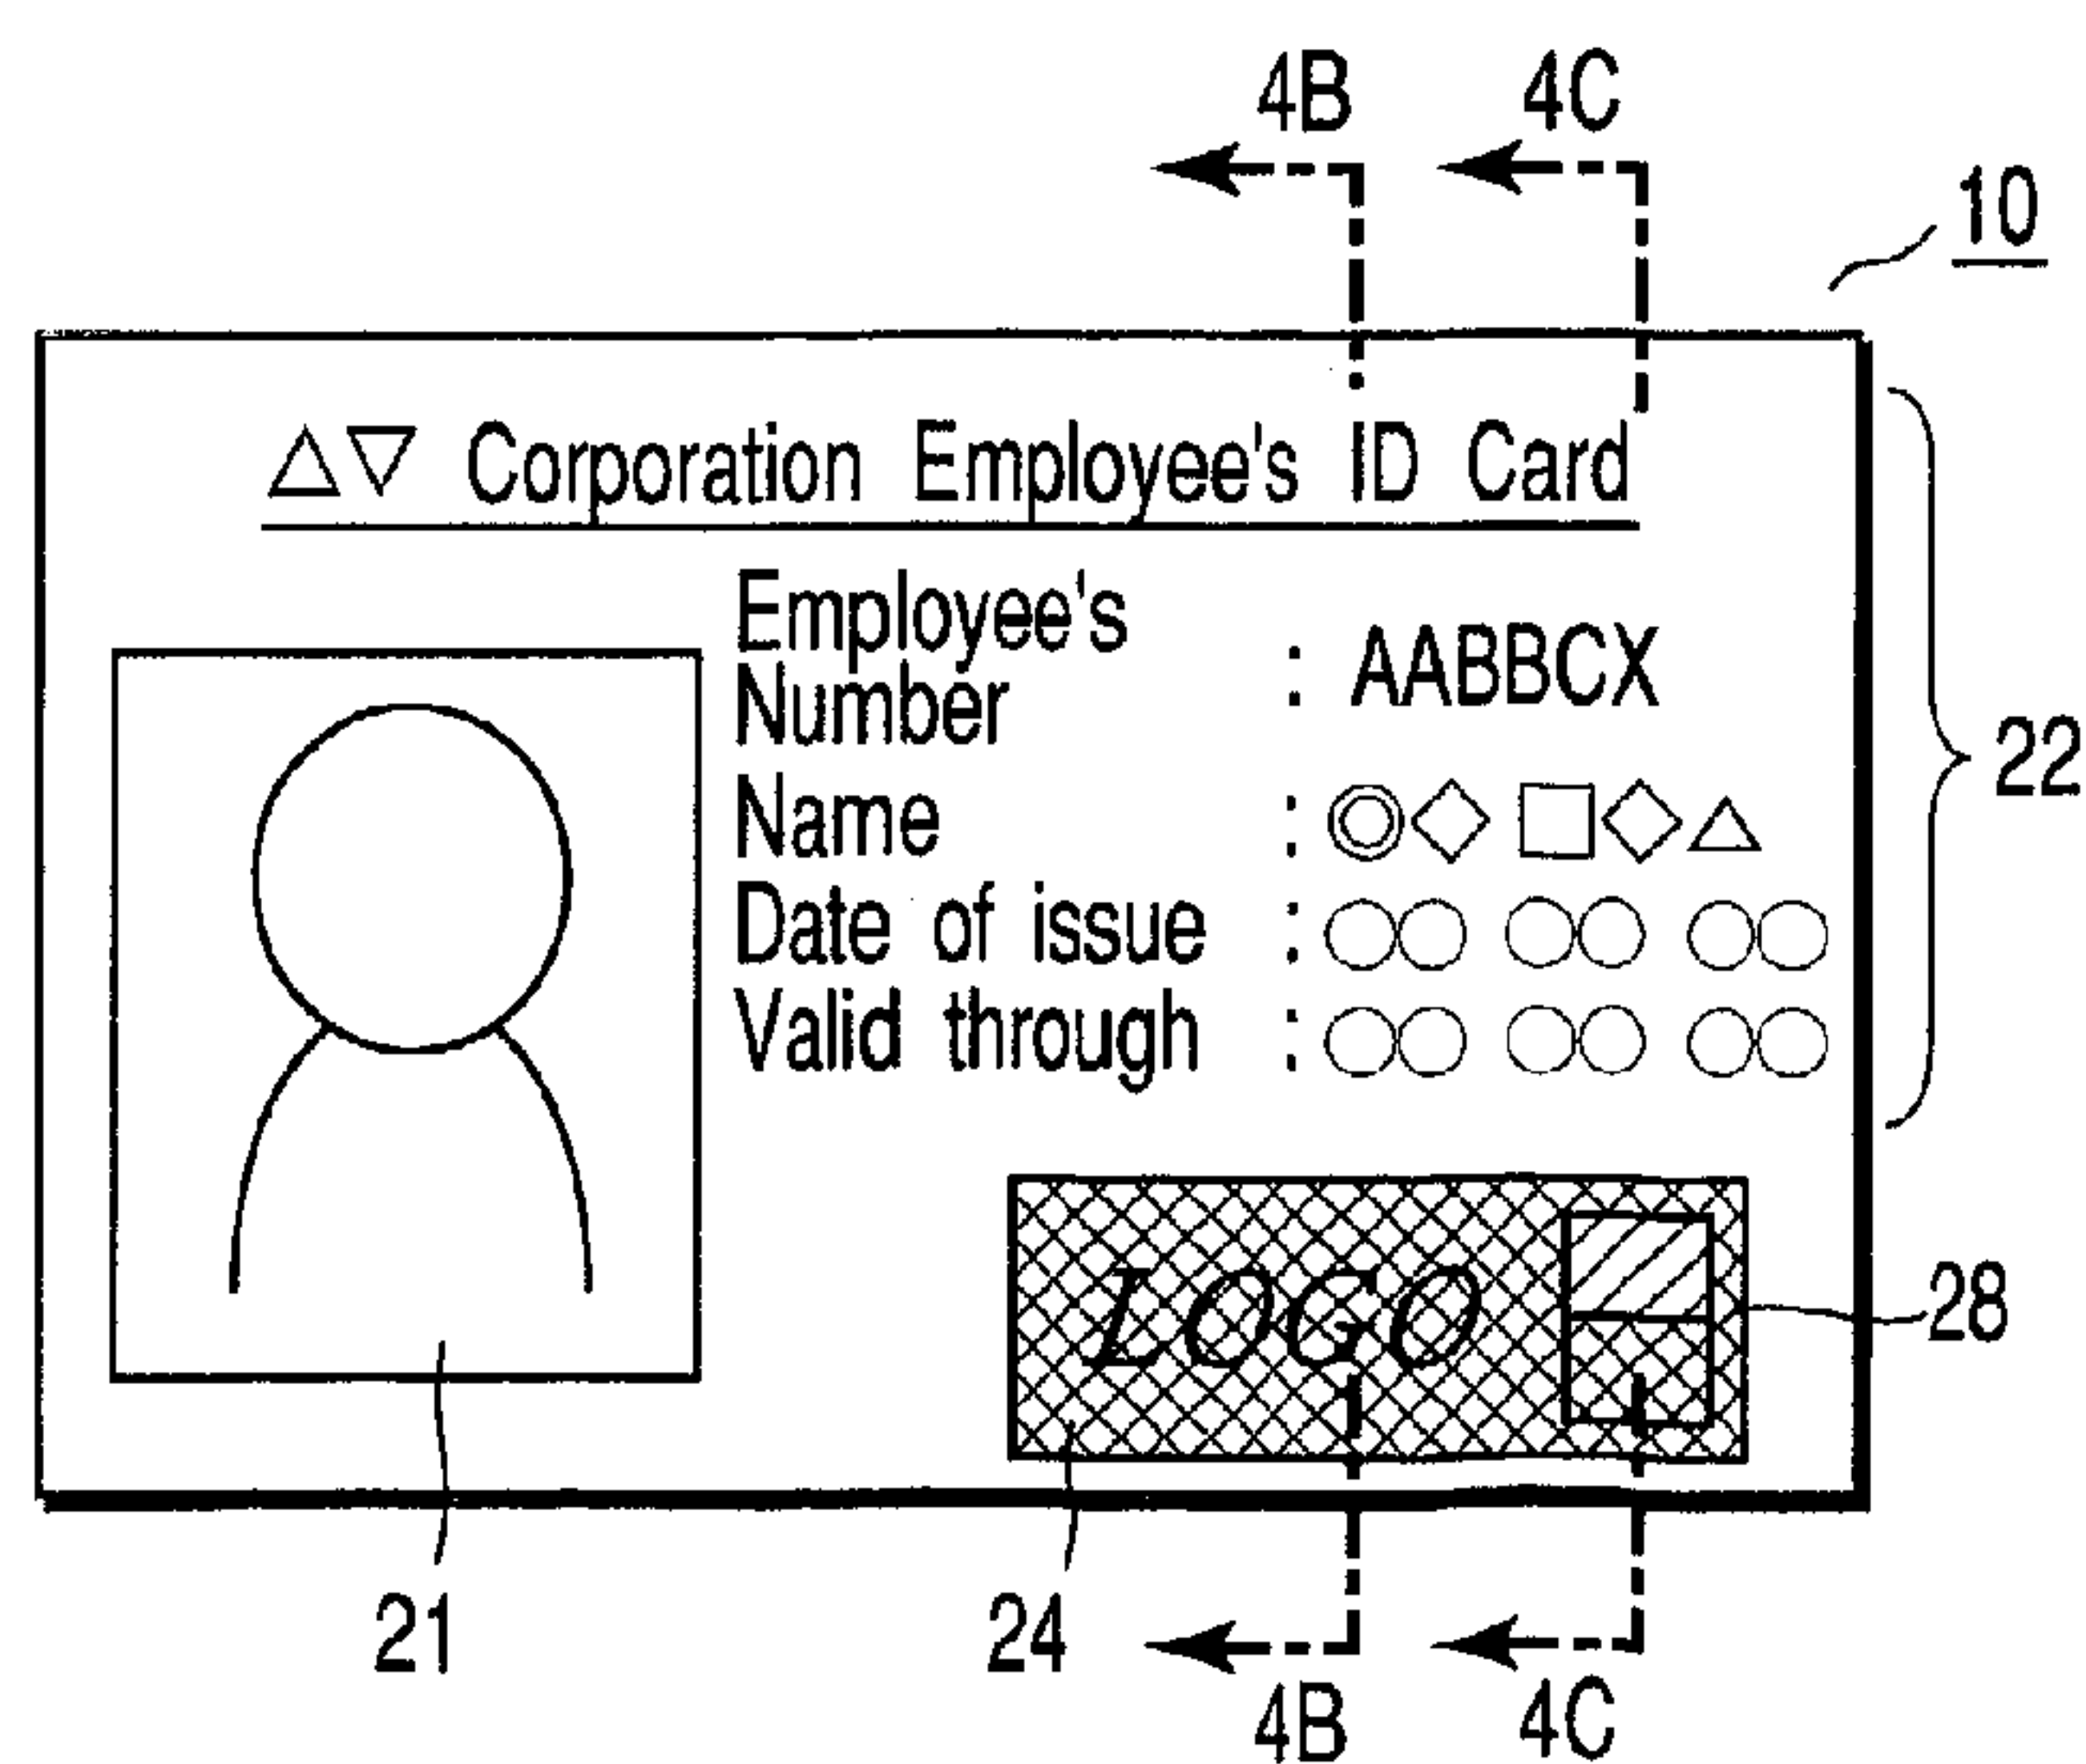 4B 4C
10
△▽ Corporation Employee's ID Card
Employee's
Number : AABBCX
Name : ◎◇ □◇△
Date of issue : ○○ ○○ ○○
Valid through : ○○ ○○ ○○
22
LOGO
28
21 24
4B 4C